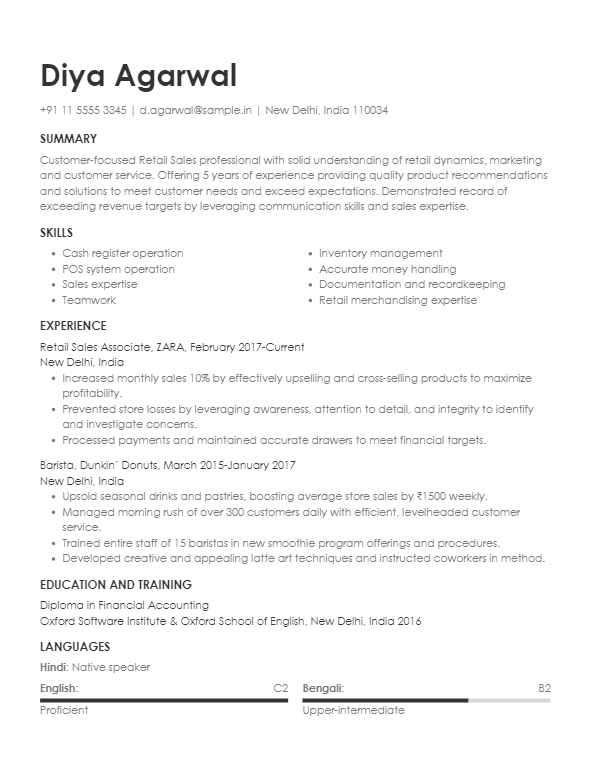 Diya Agarwal
+91 11 5555 3345 | d.agarwal@sample.in | New Delhi, India 110034
SUMMARY
Customer-focused Retail Sales professional with solid understanding of retail dynamics, marketing
and customer service. Offering 5 years of experience providing quality product recommendations
and solutions to meet customer needs and exceed expectations. Demonstrated record of
exceeding revenue targets by leveraging communication skills and sales expertise.
SKILLS
• Cash register operation
• POS system operation
• Sales expertise
• Teamwork
• Inventory management
• Accurate money handling
• Documentation and recordkeeping
• Retail merchandising expertise
EXPERIENCE
Retail Sales Associate, ZARA, February 2017-Current
New Delhi, India
• Increased monthly sales 10% by effectively upselling and cross-selling products to maximize
profitability.
• Prevented store losses by leveraging awareness, attention to detail, and integrity to identify
and investigate concerns.
• Processed payments and maintained accurate drawers to meet financial targets.
Barista, Dunkin' Donuts, March 2015-January 2017
New Delhi, India
• Upsold seasonal drinks and pastries, boosting average store sales by ₹1500 weekly.
• Managed morning rush of over 300 customers daily with efficient, levelheaded customer
service.
• Trained entire staff of 15 baristas in new smoothie program offerings and procedures.
• Developed creative and appealing latte art techniques and instructed coworkers in method.
EDUCATION AND TRAINING
Diploma in Financial Accounting
Oxford Software Institute & Oxford School of English, New Delhi, India 2016
LANGUAGES
Hindi: Native speaker
English: C2
Proficient
Bengali: B2
Upper-intermediate